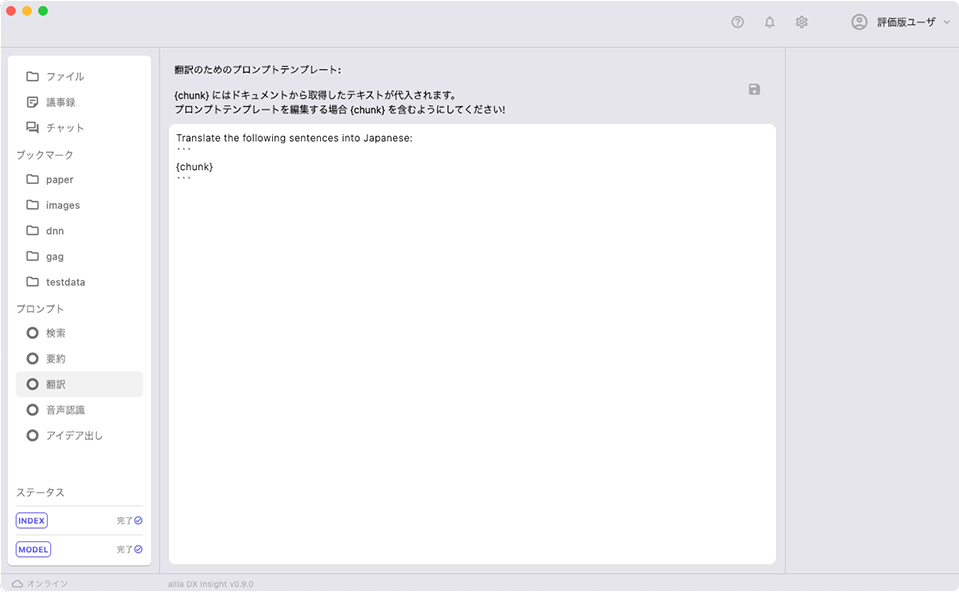 評価版ユーザ
ファイル
議事録
チャット
ブックマーク
paper
images
dnn
gag
testdata
プロンプト
検索
要約
翻訳
音声認識
アイデア出し
ステータス
INDEX 完了
MODEL 完了
翻訳のためのプロンプトテンプレート:
{chunk} にはドキュメントから取得したテキストが代入されます。
プロンプトテンプレートを編集する場合 {chunk} を含むようにしてください!
Translate the following sentences into Japanese:
```
{chunk}
```
オンライン
ailia DX Insight v0.9.0